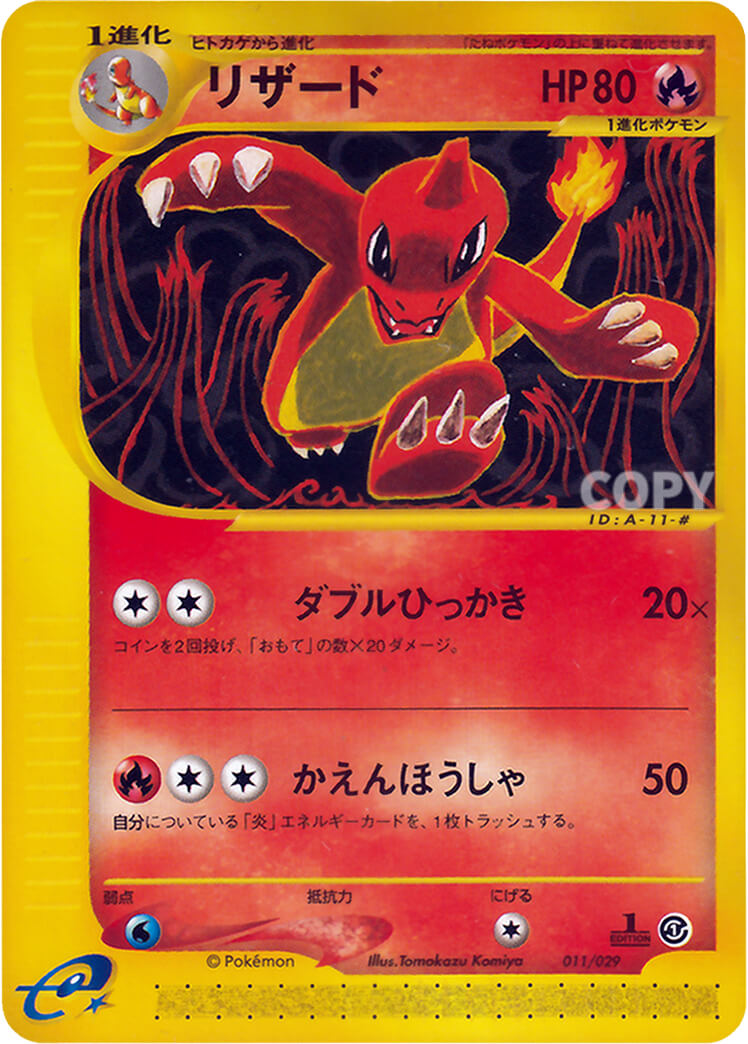 1進化
ヒトカゲから進化
「たねポケモン」の上に重ねて進化させます。
リザード
HP80
1進化ポケモン
COPY
ID:A-11-#
ダブルひっかき
20×
コインを2回投げ、「おもて」の数×20ダメージ。
かえんほうしゃ
50
自分についている「炎」エネルギーカードを、1枚トラッシュする。
弱点
抵抗力
にげる
1
EDITION
© Pokémon
Illus.Tomokazu Komiya
011/029
e